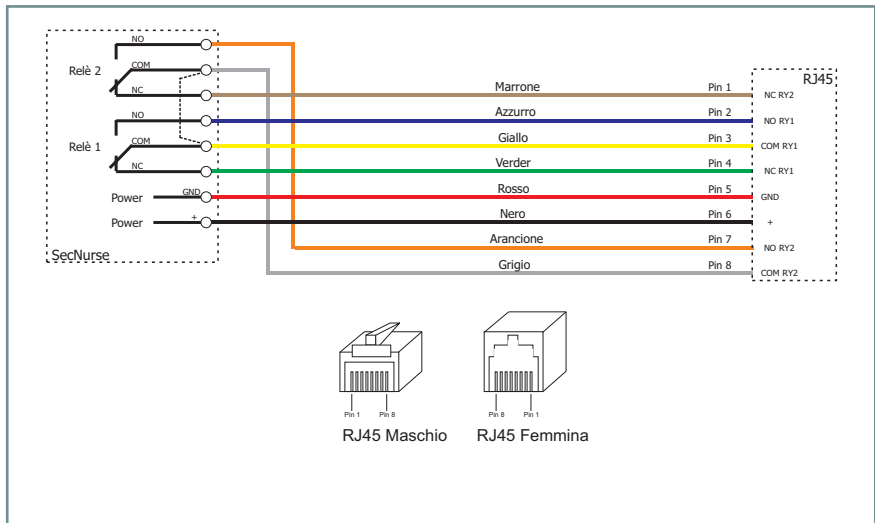 NO
Relè 2
COM
NC
NO
Relè 1
COM
NC
Power
GND
Power
+
SecNurse
Marrone
Pin 1
Azzurro
Pin 2
Giallo
Pin 3
Verder
Pin 4
Rosso
Pin 5
Nero
Pin 6
Arancione
Pin 7
Grigio
Pin 8
RJ45
NC RY2
NO RY1
COM RY1
NC RY1
GND
+
NO RY2
COM RY2
Pin 1
Pin 8
RJ45 Maschio
Pin 8
Pin 1
RJ45 Femmina